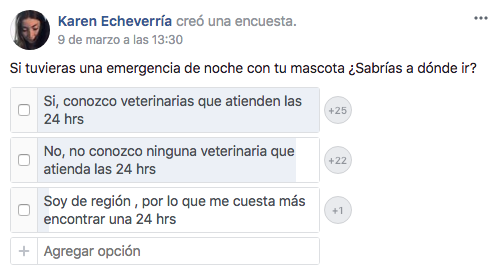 Karen Echeverría creó una encuesta.
9 de marzo a las 13:30
Si tuvieras una emergencia de noche con tu mascota ¿Sabrías a dónde ir?
Si, conozco veterinarias que atienden las
24 hrs
+25
No, no conozco ninguna veterinaria que
atienda las 24 hrs
+22
Soy de región , por lo que me cuesta más
encontrar una 24 hrs
+1
+ Agregar opción